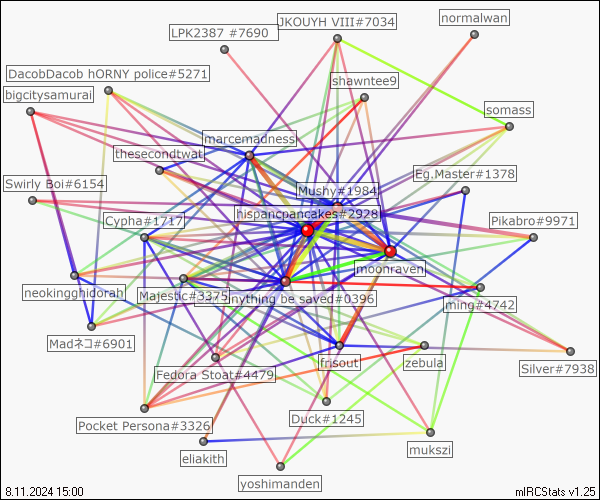 normalwan
JKOUYH VIII#7034
LPK2387 #7690
DacobDacob hORNY police#5271
shawntee9
bigcitysamurai
somass
marcemadness
thesecondtwat
Eg.Master#1378
Swirly Boi#6154
Mushy#1984
hispancpancakes#2928
Cypha#1717
Pikabro#9971
moonraven
neokingghidorah
Majestic#3375
nything be saved#0396
ming#4742
Madネコ#6901
frisout
zebula
Fedora Stoat#4479
Silver#7938
Duck#1245
Pocket Persona#3326
mukszi
eliakith
yoshimanden
8.11.2024 15:00
mIRCStats v1.25